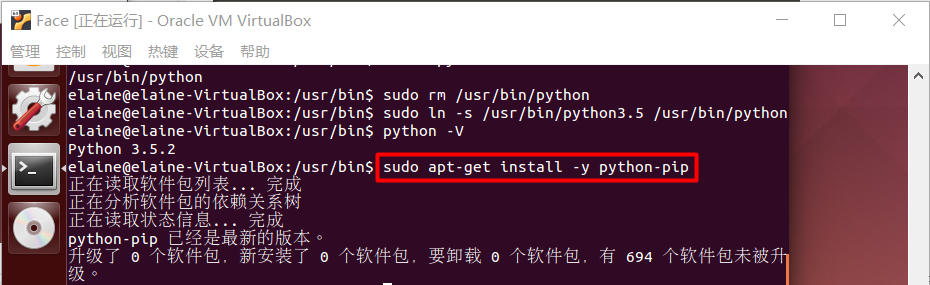 Face [正在运行] - Oracle VM VirtualBox
管理 控制 视图 热键 设备 帮助
/usr/bin/python
elaine@elaine-VirtualBox:/usr/bin$ sudo rm /usr/bin/python
elaine@elaine-VirtualBox:/usr/bin$ sudo ln -s /usr/bin/python3.5 /usr/bin/python
elaine@elaine-VirtualBox:/usr/bin$ python -V
Python 3.5.2
elaine@elaine-VirtualBox:/usr/bin$ sudo apt-get install -y python-pip
正在读取软件包列表... 完成
正在分析软件包的依赖关系树
正在读取状态信息... 完成
python-pip 已经是最新的版本。
升级了 0 个软件包，新安装了 0 个软件包，要卸载 0 个软件包，有 694 个软件包未被升
级。